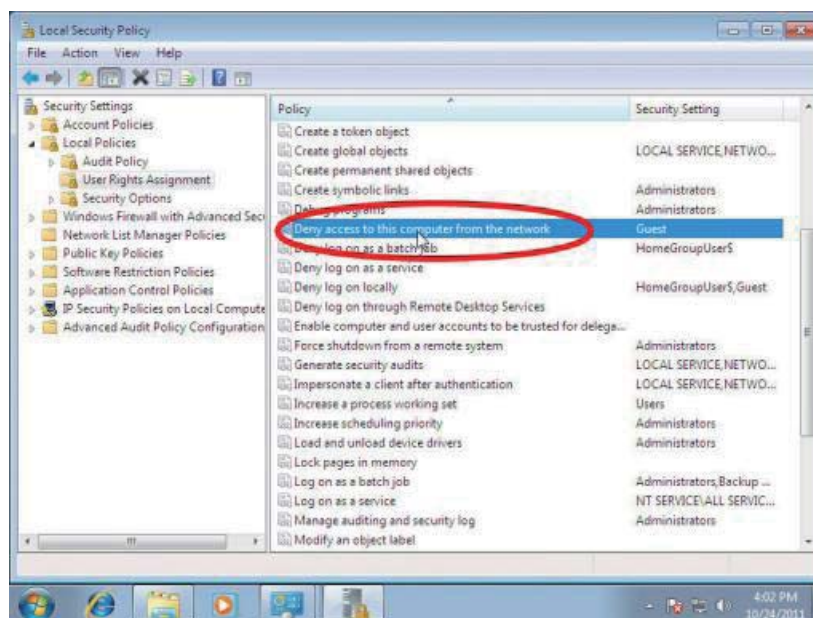 Local Security Policy
File Action View Help
Security Settings
Account Policies
Local Policies
Audit Policy
User Rights Assignment
Security Options
Windows Firewall with Advanced Secu
Network List Manager Policies
Public Key Policies
Software Restriction Policies
Application Control Policies
IP Security Policies on Local Compute
Advanced Audit Policy Configuration
Policy Security Setting
Create a token object
Create global objects LOCAL SERVICE,NETWO...
Create permanent shared objects
Create symbolic links Administrators
Debug programs Administrators
Deny access to this computer from the network Guest
Deny log on as a batch job HomeGroupUser$
Deny log on as a service
Deny log on locally HomeGroupUser$,Guest
Deny log on through Remote Desktop Services
Enable computer and user accounts to be trusted for delega...
Force shutdown from a remote system Administrators
Generate security audits LOCAL SERVICE,NETWO...
Impersonate a client after authentication LOCAL SERVICE,NETWO...
Increase a process working set Users
Increase scheduling priority Administrators
Load and unload device drivers Administrators
Lock pages in memory
Log on as a batch job Administrators,Backup ...
Log on as a service NT SERVICE\ALL SERVIC...
Manage auditing and security log Administrators
Modify an object label
4:02 PM
10/24/2011